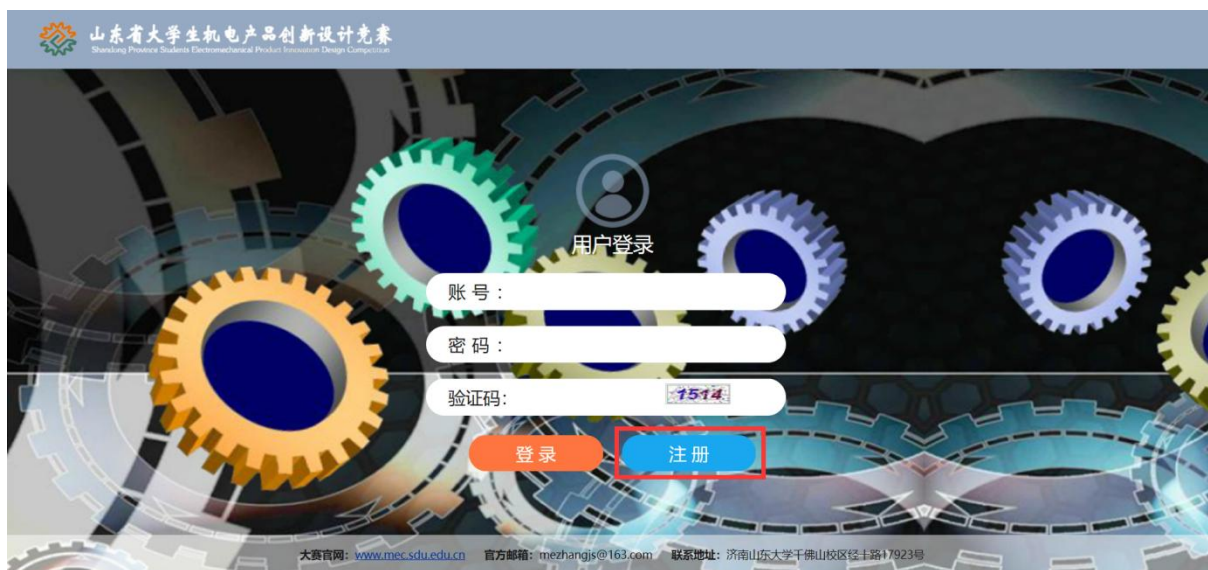 山东省大学生机电产品创新设计竞赛
Shandong Province Students Electromechanical Product Innovation Design Competition
用户登录
账 号：
密 码：
验证码： 1514
登 录 注 册
大赛官网：www.mec.sdu.edu.cn 官方邮箱：mezhangjs@163.com 联系地址：济南山东大学千佛山校区经十路17923号